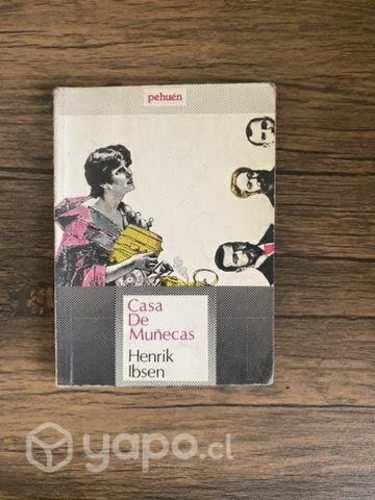 pehuén
Casa
De
Muñecas
Henrik
Ibsen
yapo.cl